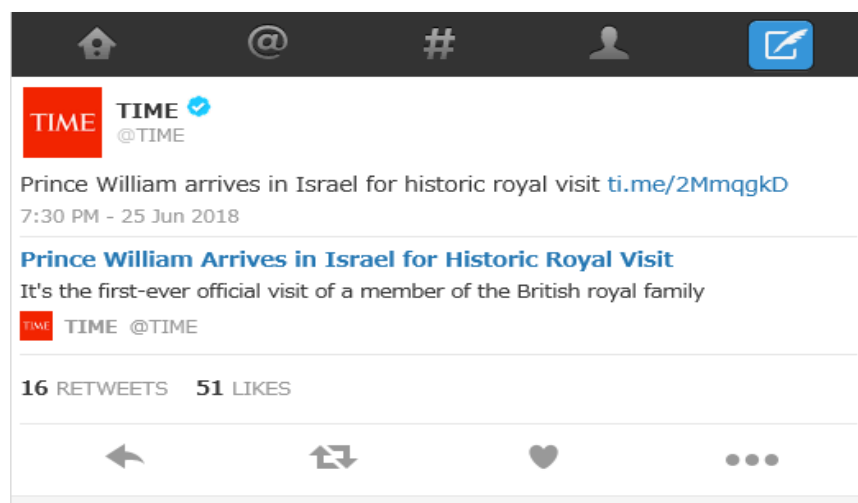 TIME
TIME
@TIME
Prince William arrives in Israel for historic royal visit ti.me/2MmqgkD
7:30 PM - 25 Jun 2018
Prince William Arrives in Israel for Historic Royal Visit
It's the first-ever official visit of a member of the British royal family
TIME TIME @TIME
16 RETWEETS 51 LIKES